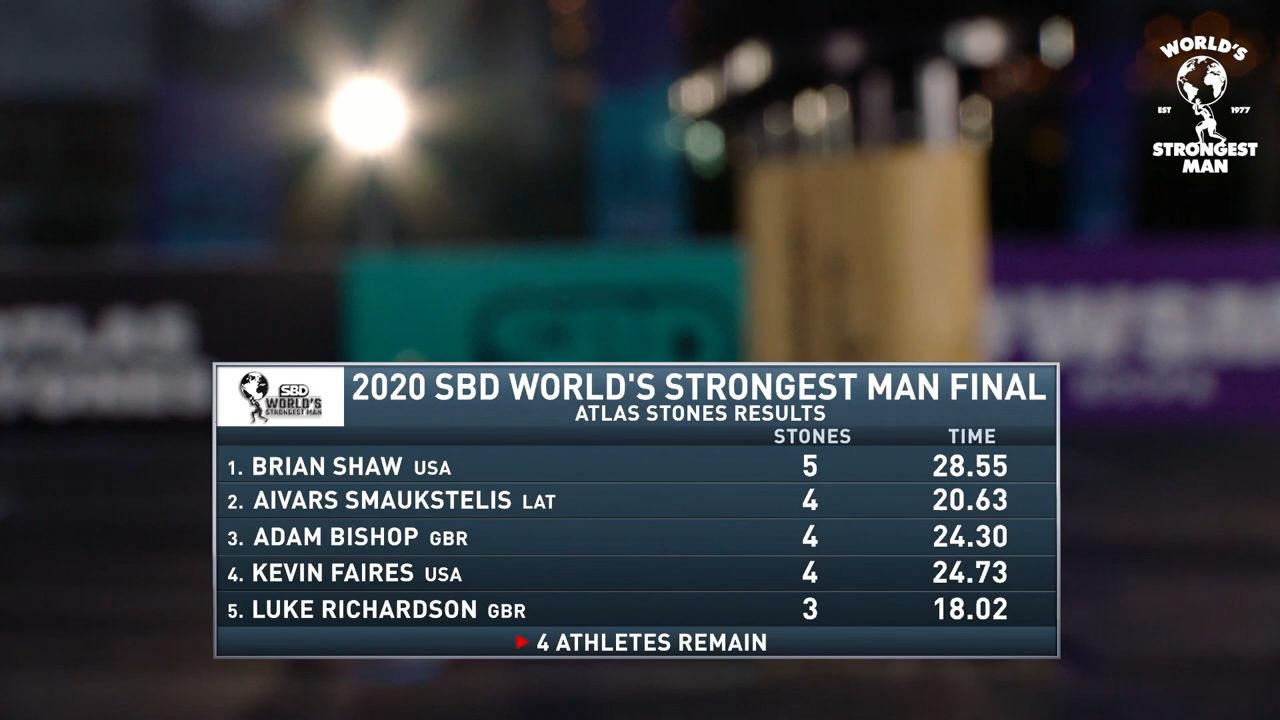 WORLD'S
EST 1977
STRONGEST
MAN
SBD
WORLD'S
STRONGEST MAN
2020 SBD WORLD'S STRONGEST MAN FINAL
ATLAS STONES RESULTS
STONES TIME
1. BRIAN SHAW USA 5 28.55
2. AIVARS SMAUKSTELIS LAT 4 20.63
3. ADAM BISHOP GBR 4 24.30
4. KEVIN FAIRES USA 4 24.73
5. LUKE RICHARDSON GBR 3 18.02
4 ATHLETES REMAIN
SBD